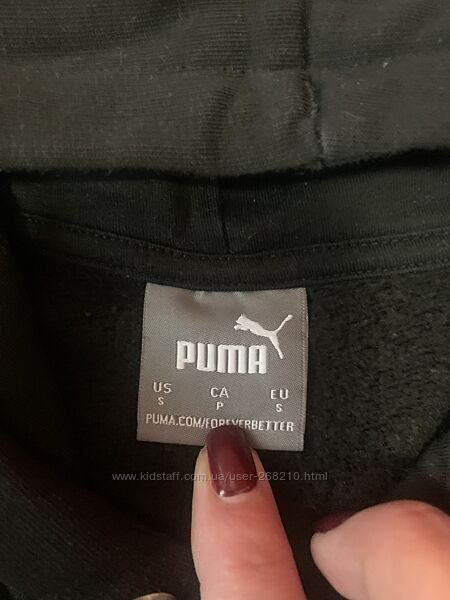 PUMA
US CA EU
S P S
PUMA.COM/FOREVERBETTER
www.kidstaff.com.ua/user-268210.html